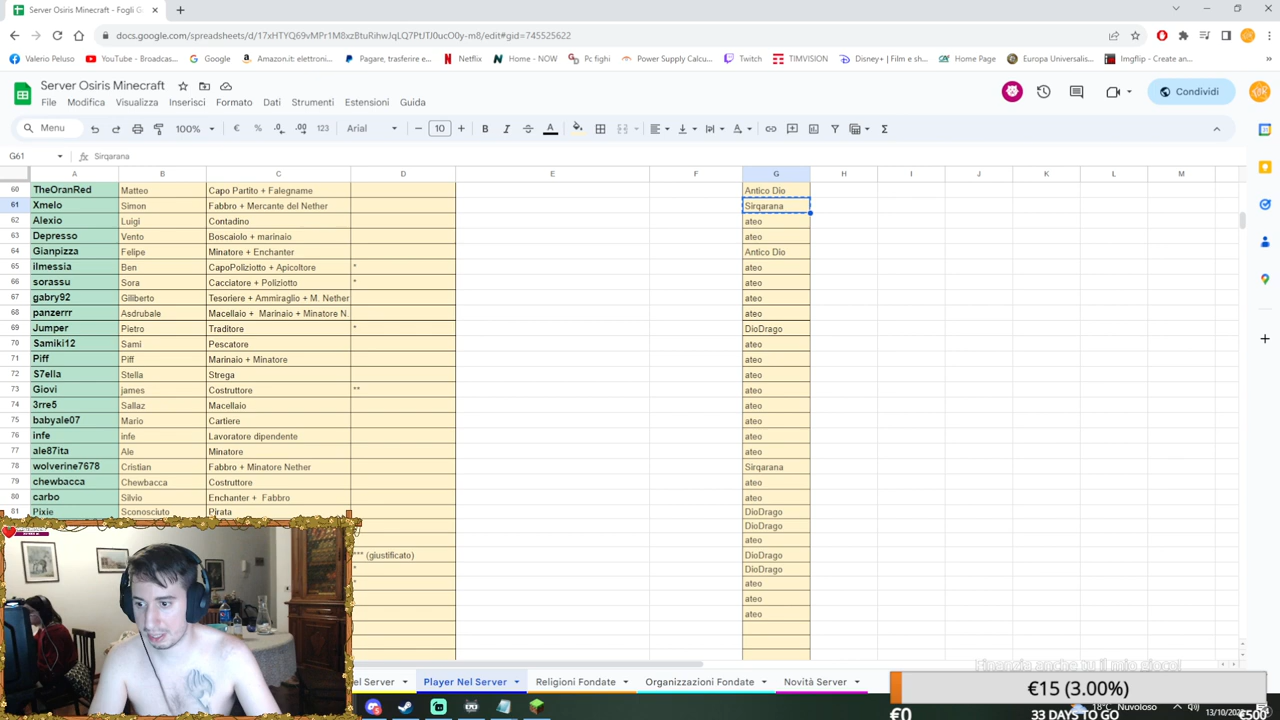 Server Osiris Minecraft - Fogli G
docs.google.com/spreadsheets/d/17xHTYQ69vMPr1M8xzBtuRihwJqLQ7PtJTJ0ucO0y-m8/edit#gid=745525622
Valerio Peluso YouTube - Broadcas... Google Amazon.it: elettroni... Pagare, trasferire e... Netflix Home - NOW Pc fighi Power Supply Calcu... Twitch TIMVISION Disney+ | Film e sh... Home Page Europa Universalis... Imgflip - Create an... »
Server Osiris Minecraft
File Modifica Visualizza Inserisci Formato Dati Strumenti Estensioni Guida
Condividi
Menu 100% € % .0 .00 123 Arial 10 B I A Σ
G61 fx Sirqarana
A B C D E F G H I J K L M
60 TheOranRed Matteo Capo Partito + Falegname Antico Dio
61 Xmelo Simon Fabbro + Mercante del Nether Sirqarana
62 Alexio Luigi Contadino ateo
63 Depresso Vento Boscaiolo + marinaio ateo
64 Gianpizza Felipe Minatore + Enchanter Antico Dio
65 ilmessia Ben CapoPoliziotto + Apicoltore * ateo
66 sorassu Sora Cacciatore + Poliziotto * ateo
67 gabry92 Giliberto Tesoriere + Ammiraglio + M. Nether ateo
68 panzerrr Asdrubale Macellaio + Marinaio + Minatore N. ateo
69 Jumper Pietro Traditore * DioDrago
70 Samiki12 Sami Pescatore ateo
71 Piff Piff Marinaio + Minatore ateo
72 S7ella Stella Strega ateo
73 Giovi james Costruttore ** ateo
74 3rre5 Sallaz Macellaio ateo
75 babyale07 Mario Cartiere ateo
76 infe infe Lavoratore dipendente ateo
77 ale87ita Ale Minatore ateo
78 wolverine7678 Cristian Fabbro + Minatore Nether Sirqarana
79 chewbacca Chewbacca Costruttore ateo
80 carbo Silvio Enchanter + Fabbro ateo
81 Pixie Sconosciuto Pirata DioDrago
DioDrago
ateo
*** (giustificato) DioDrago
* DioDrago
* ateo
ateo
ateo
el Server Player Nel Server Religioni Fondate Organizzazioni Fondate Novità Server
€15 (3.00%)
€0 33 DAYS TO GO €500
18°C Nuvoloso